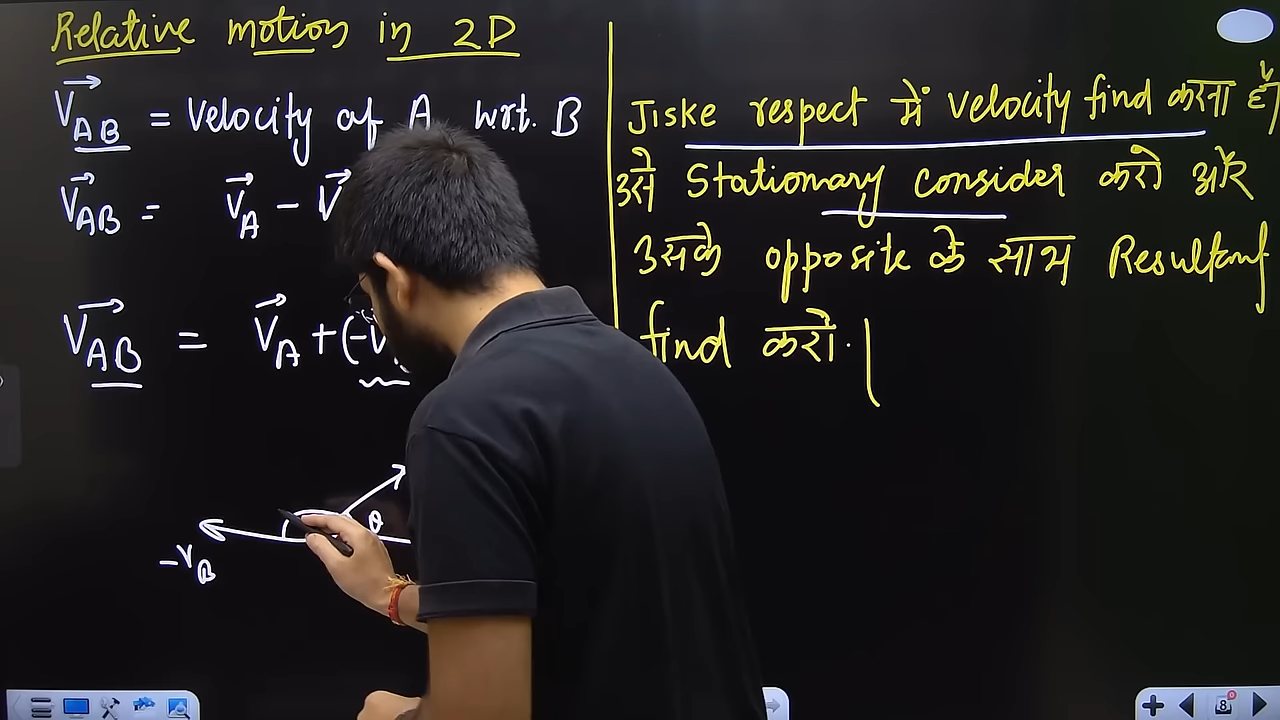 Relative motion in 2D
V⃗AB = Velocity of A w.r.t. B
V⃗AB = V⃗A - V⃗
V⃗AB = V⃗A + (-V
θ
-VB
Jiske respect में velocity find करना है
उसे Stationary consider करो और
उसके opposite के साथ Resultant
find करो।
8